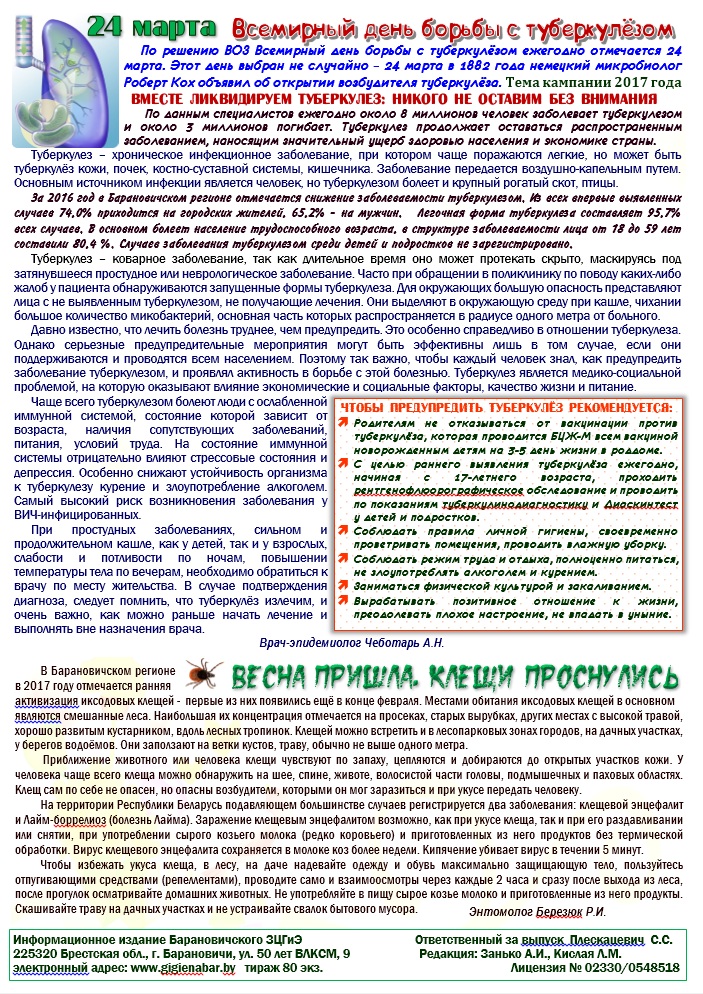 24 марта Всемирный день борьбы с туберкулёзом
По решению ВОЗ Всемирный день борьбы с туберкулёзом ежегодно отмечается 24
марта. Этот день выбран не случайно – 24 марта в 1882 года немецкий микробиолог
Роберт Кох объявил об открытии возбудителя туберкулёза. Тема кампании 2017 года
ВМЕСТЕ ЛИКВИДИРУЕМ ТУБЕРКУЛЕЗ: НИКОГО НЕ ОСТАВИМ БЕЗ ВНИМАНИЯ
По данным специалистов ежегодно около 8 миллионов человек заболевает туберкулезом
и около 3 миллионов погибает. Туберкулез продолжает оставаться распространенным
заболеванием, наносящим значительный ущерб здоровью населения и экономике страны.
Туберкулез – хроническое инфекционное заболевание, при котором чаще поражаются легкие, но может быть
туберкулёз кожи, почек, костно-суставной системы, кишечника. Заболевание передается воздушно-капельным путем.
Основным источником инфекции является человек, но туберкулезом болеет и крупный рогатый скот, птицы.
За 2016 год в Барановичском регионе отмечается снижение заболеваемости туберкулезом. Из всех впервые выявленных
случаев 74,0% приходится на городских жителей, 65,2% – на мужчин. Легочная форма туберкулеза составляет 95,7%
всех случаев. В основном болеет население трудоспособного возраста, в структуре заболеваемости лица от 18 до 59 лет
составили 80,4 %. Случаев заболевания туберкулезом среди детей и подростков не зарегистрировано.
Туберкулез – коварное заболевание, так как длительное время оно может протекать скрыто, маскируясь под
затянувшееся простудное или неврологическое заболевание. Часто при обращении в поликлинику по поводу каких-либо
жалоб у пациента обнаруживаются запущенные формы туберкулеза. Для окружающих большую опасность представляют
лица с не выявленным туберкулезом, не получающие лечения. Они выделяют в окружающую среду при кашле, чихании
большое количество микобактерий, основная часть которых распространяется в радиусе одного метра от больного.
Давно известно, что лечить болезнь труднее, чем предупредить. Это особенно справедливо в отношении туберкулеза.
Однако серьезные предупредительные мероприятия могут быть эффективны лишь в том случае, если они
поддерживаются и проводятся всем населением. Поэтому так важно, чтобы каждый человек знал, как предупредить
заболевание туберкулезом, и проявлял активность в борьбе с этой болезнью. Туберкулез является медико-социальной
проблемой, на которую оказывают влияние экономические и социальные факторы, качество жизни и питание.
Чаще всего туберкулезом болеют люди с ослабленной
иммунной системой, состояние которой зависит от
возраста, наличия сопутствующих заболеваний,
питания, условий труда. На состояние иммунной
системы отрицательно влияют стрессовые состояния и
депрессия. Особенно снижают устойчивость организма
к туберкулезу курение и злоупотребление алкоголем.
Самый высокий риск возникновения заболевания у
ВИЧ-инфицированных.
При простудных заболеваниях, сильном и
продолжительном кашле, как у детей, так и у взрослых,
слабости и потливости по ночам, повышении
температуры тела по вечерам, необходимо обратиться к
врачу по месту жительства. В случае подтверждения
диагноза, следует помнить, что туберкулёз излечим, и
очень важно, как можно раньше начать лечение и
выполнять все назначения врача.
ЧТОБЫ ПРЕДУПРЕДИТЬ ТУБЕРКУЛЁЗ РЕКОМЕНДУЕТСЯ:
Родителям не отказываться от вакцинации против
туберкулёза, которая проводится БЦЖ-М всем вакциной
новорожденным детям на 3-5 день жизни в роддоме.
С целью раннего выявления туберкулёза ежегодно,
начиная с 17-летнего возраста, проходить
рентгенофлюорографическое обследование и проводить
по показаниям туберкулинодиагностику и Диаскинтест
у детей и подростков.
Соблюдать правила личной гигиены, своевременно
проветривать помещения, проводить влажную уборку.
Соблюдать режим труда и отдыха, полноценно питаться,
не злоупотреблять алкоголем и курением.
Заниматься физической культурой и закаливанием.
Вырабатывать позитивное отношение к жизни,
преодолевать плохое настроение, не впадать в уныние.
Врач-эпидемиолог Чеботарь А.Н.
ВЕСНА ПРИШЛА. КЛЕЩИ ПРОСНУЛИСЬ
В Барановичском регионе
в 2017 году отмечается ранняя
активизация иксодовых клещей - первые из них появились ещё в конце февраля. Местами обитания иксодовых клещей в основном
являются смешанные леса. Наибольшая их концентрация отмечается на просеках, старых вырубках, других местах с высокой травой,
хорошо развитым кустарником, вдоль лесных тропинок. Клещей можно встретить и в лесопарковых зонах городов, на дачных участках,
у берегов водоёмов. Они заползают на ветки кустов, траву, обычно не выше одного метра.
Приближение животного или человека клещи чувствуют по запаху, цепляются и добираются до открытых участков кожи. У
человека чаще всего клеща можно обнаружить на шее, спине, животе, волосистой части головы, подмышечных и паховых областях.
Клещ сам по себе не опасен, но опасны возбудители, которыми он мог заразиться и при укусе передать человеку.
На территории Республики Беларусь подавляющем большинстве случаев регистрируется два заболевания: клещевой энцефалит
и Лайм-боррелиоз (болезнь Лайма). Заражение клещевым энцефалитом возможно, как при укусе клеща, так и при его раздавливании
или снятии, при употреблении сырого козьего молока (редко коровьего) и приготовленных из него продуктов без термической
обработки. Вирус клещевого энцефалита сохраняется в молоке коз более недели. Кипячение убивает вирус в течении 5 минут.
Чтобы избежать укуса клеща, в лесу, на даче надевайте одежду и обувь максимально защищающую тело, пользуйтесь
отпугивающими средствами (репеллентами), проводите само и взаимоосмотры через каждые 2 часа и сразу после выхода из леса,
после прогулок осматривайте домашних животных. Не употребляйте в пищу сырое козье молоко и приготовленные из него продукты.
Скашивайте траву на дачных участках и не устраивайте свалок бытового мусора.
Энтомолог Березюк Р.И.
Информационное издание Барановичского ЗЦГиЭ Ответственный за выпуск Плескацевич С.С.
225320 Брестская обл., г. Барановичи, ул. 50 лет ВЛКСМ, 9 Редакция: Занько А.И., Кислая Л.М.
электронный адрес: www.gigienabar.by тираж 80 экз. Лицензия № 02330/0548518